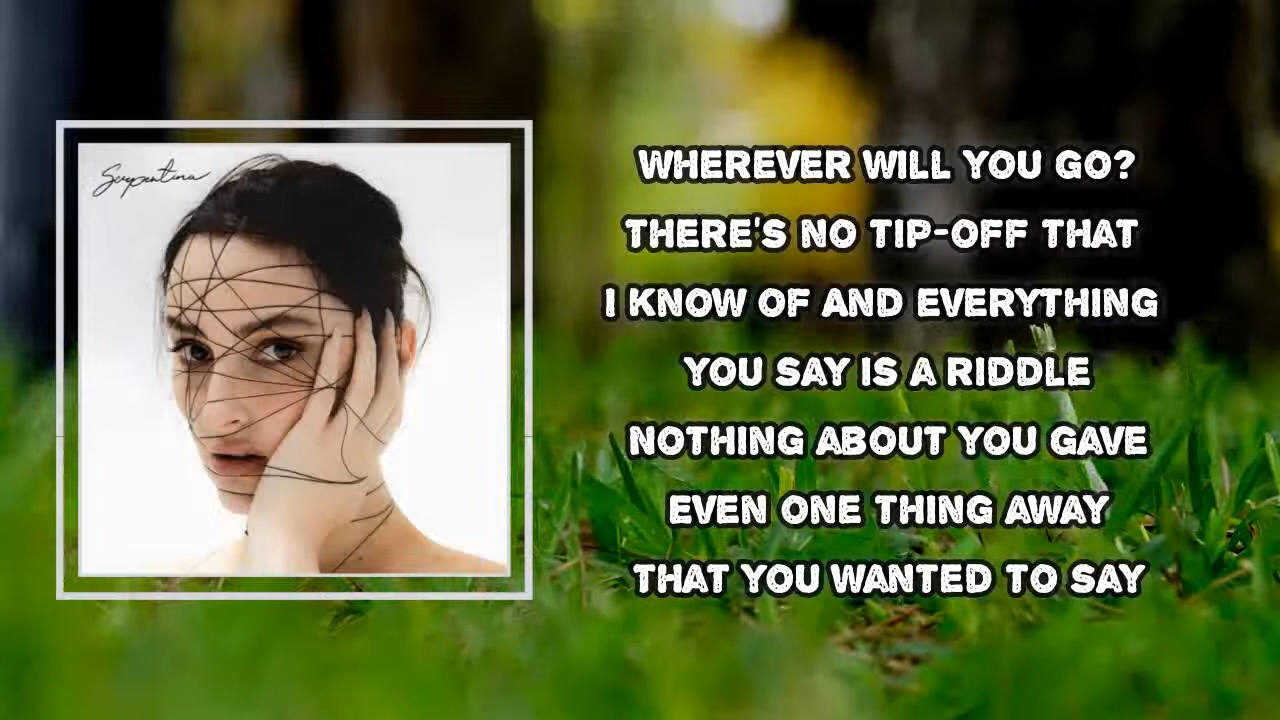 Serpentina
WHEREVER WILL YOU GO?
THERE'S NO TIP-OFF THAT
I KNOW OF AND EVERYTHING
YOU SAY IS A RIDDLE
NOTHING ABOUT YOU GAVE
EVEN ONE THING AWAY
THAT YOU WANTED TO SAY